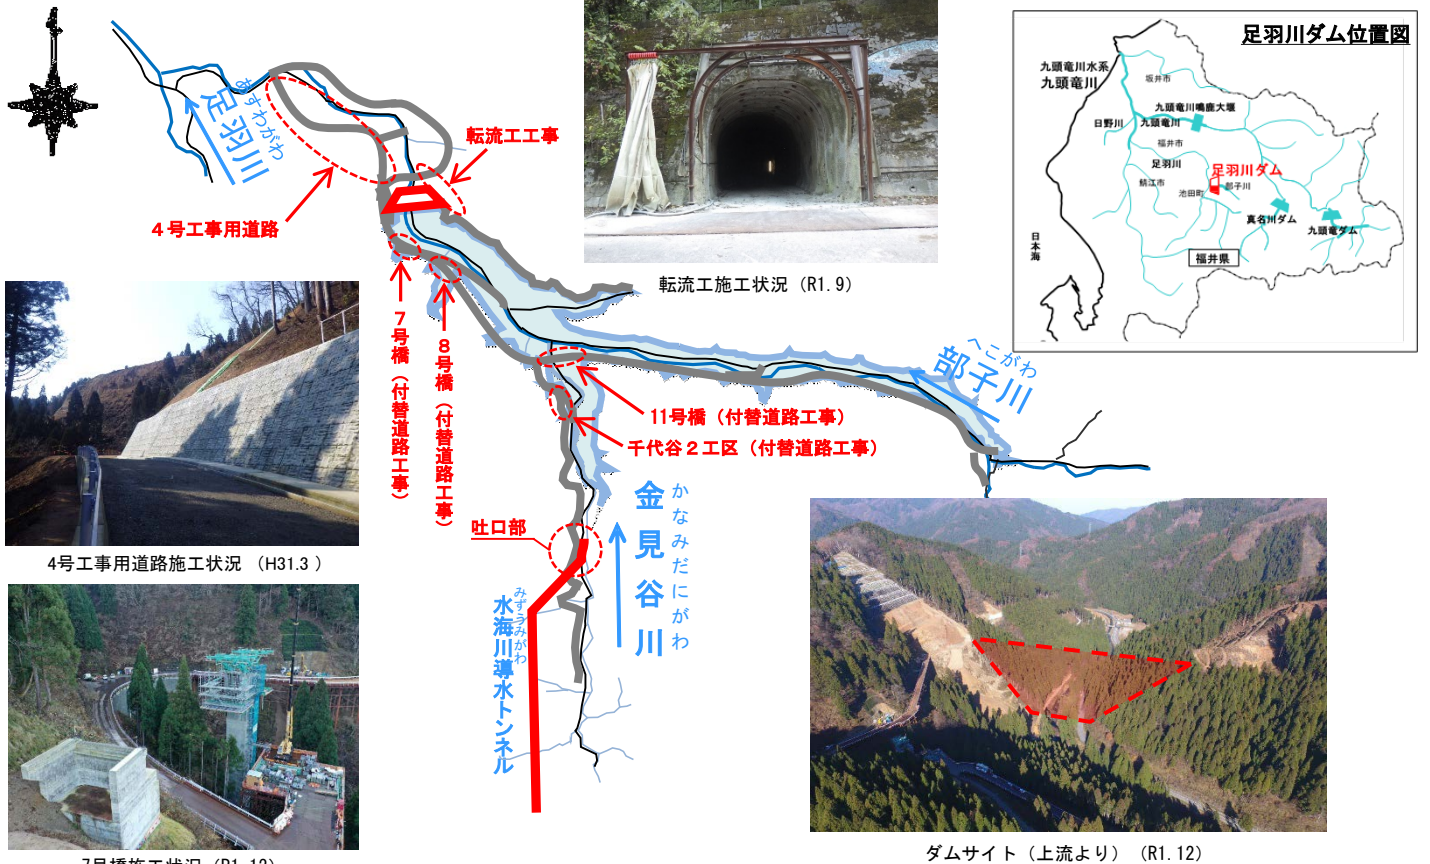 足羽川ダム位置図
九頭竜川水系
九頭竜川
坂井市
九頭竜川鳴鹿大堰
日野川
九頭竜川
福井市
足羽川
足羽川ダム
鯖江市
池田町
部子川
真名川ダム
九頭竜ダム
日本海
福井県
あすわがわ
足羽川
転流工工事
4号工事用道路
転流工施工状況 (R1.9)
7号橋(付替道路工事)
8号橋(付替道路工事)
へこがわ
部子川
11号橋(付替道路工事)
千代谷2工区(付替道路工事)
かなみだにがわ
金見谷川
吐口部
みずうみがわ
水海川導水トンネル
4号工事用道路施工状況 (H31.3 )
7号橋施工状況 (R1.12)
ダムサイト(上流より) (R1.12)